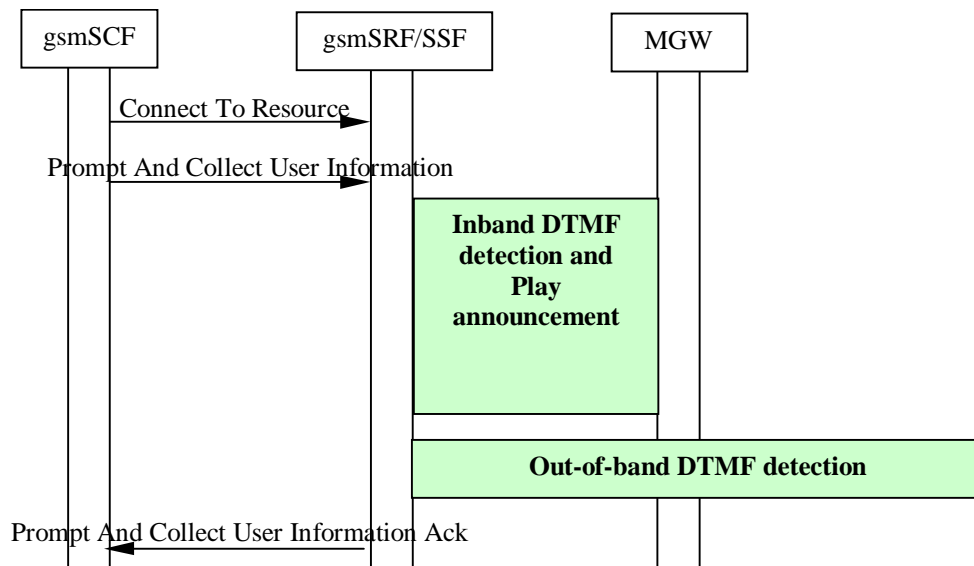 gsmSCF
gsmSRF/SSF
MGW
Connect To Resource
Prompt And Collect User Information
Inband DTMF
detection and
Play
announcement
Out-of-band DTMF detection
Prompt And Collect User Information Ack